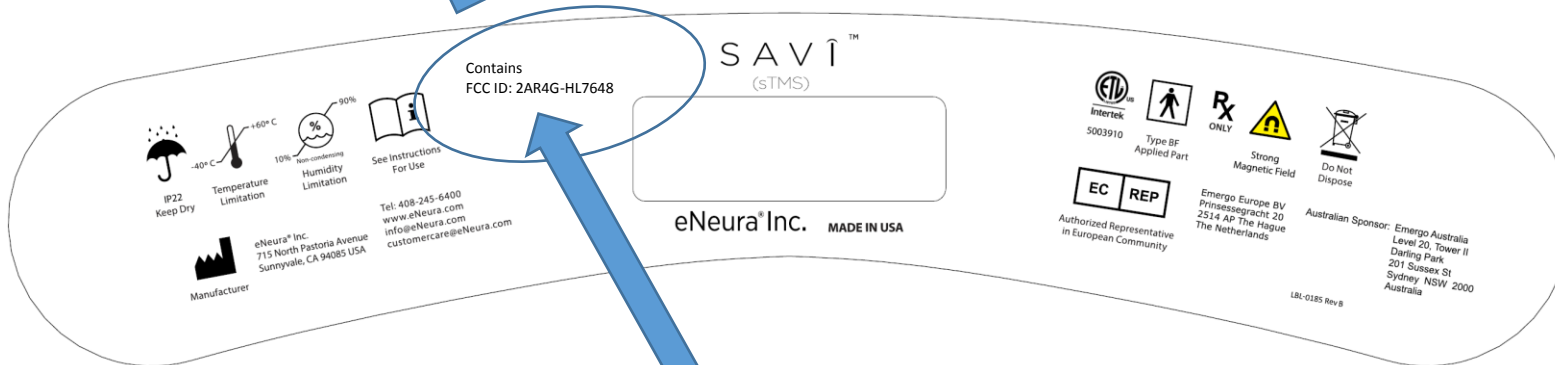 Contains
FCC ID: 2AR4G-HL7648
+60° C
-40° C
Temperature
Limitation
IP22
Keep Dry
90%
%
10%
Non-condensing
Humidity
Limitation
i
See Instructions
For Use
Manufacturer
eNeura® Inc.
715 North Pastoria Avenue
Sunnyvale, CA 94085 USA
Tel: 408-245-6400
www.eNeura.com
info@eNeura.com
customercare@eNeura.com
SAVÎ™
(sTMS)
eNeura® Inc. MADE IN USA
ETL US
Intertek
5003910
Type BF
Applied Part
Rx
ONLY
Strong
Magnetic Field
Do Not
Dispose
EC REP
Authorized Representative
in European Community
Emergo Europe BV
Prinsessegracht 20
2514 AP The Hague
The Netherlands
Australian Sponsor: Emergo Australia
Level 20, Tower II
Darling Park
201 Sussex St
Sydney NSW 2000
Australia
LBL-0185 Rev B